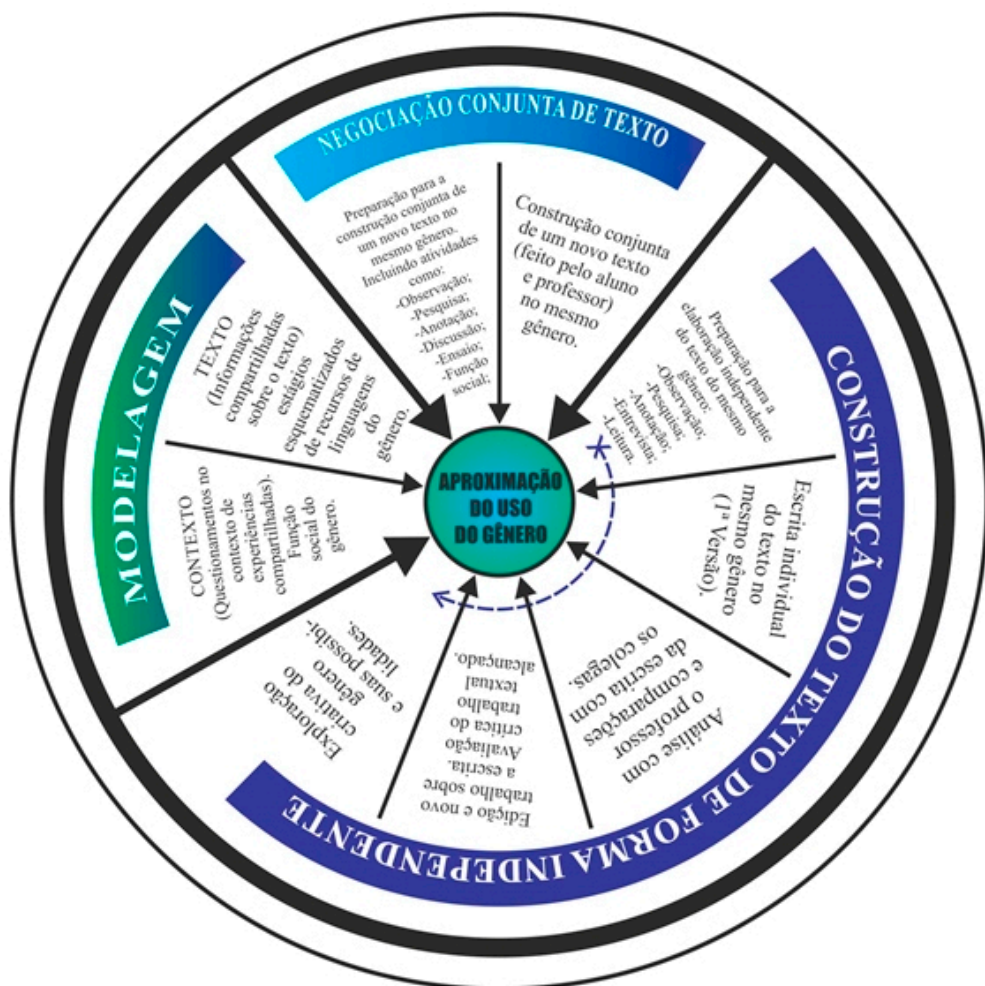 MODELAGEM
CONTEXTO
(Questionamentos no
contexto de
experiências
compartilhadas).
Função
social do
gênero.
TEXTO
(Informações
compartilhadas
sobre o texto)
estágios
esquematizados
de recursos de
linguagens
do
gênero.
NEGOCIAÇÃO CONJUNTA DE TEXTO
Preparação para a
construção conjunta de
um novo texto no
mesmo gênero.
Incluindo atividades
como:
-Observação;
-Pesquisa;
-Anotação;
-Discussão;
-Ensaio;
-Função
social;
Construção conjunta
de um novo texto
(feito pelo aluno
e professor)
no mesmo
gênero.
CONSTRUÇÃO DO TEXTO DE FORMA INDEPENDENTE
Preparação para a
elaboração independente
do texto do mesmo
gênero:
-Observação;
-Pesquisa;
-Anotação;
-Entrevista;
-Leitura.
Escrita individual
do texto no
mesmo gênero
(1ª Versão).
Análise com
o professor
e comparações
da escrita com
os colegas.
Edição e novo
trabalho sobre
a escrita.
Avaliação
crítica do
trabalho
textual
alcançado.
Exploração
criativa do
gênero
e suas possibi-
lidades.
APROXIMAÇÃO
DO USO
DO GÊNERO